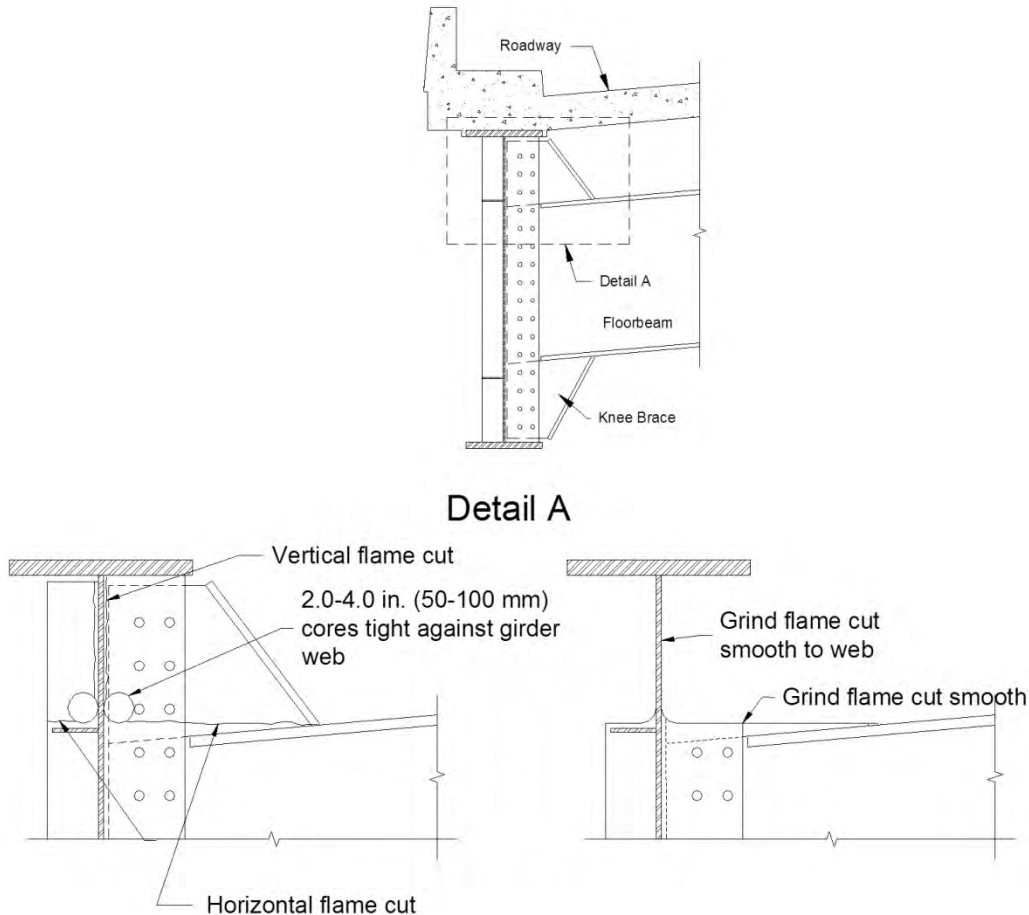 Roadway
Detail A
Floorbeam
Knee Brace
Detail A
Vertical flame cut
2.0-4.0 in. (50-100 mm)
cores tight against girder
web
Horizontal flame cut
Grind flame cut
smooth to web
Grind flame cut smooth